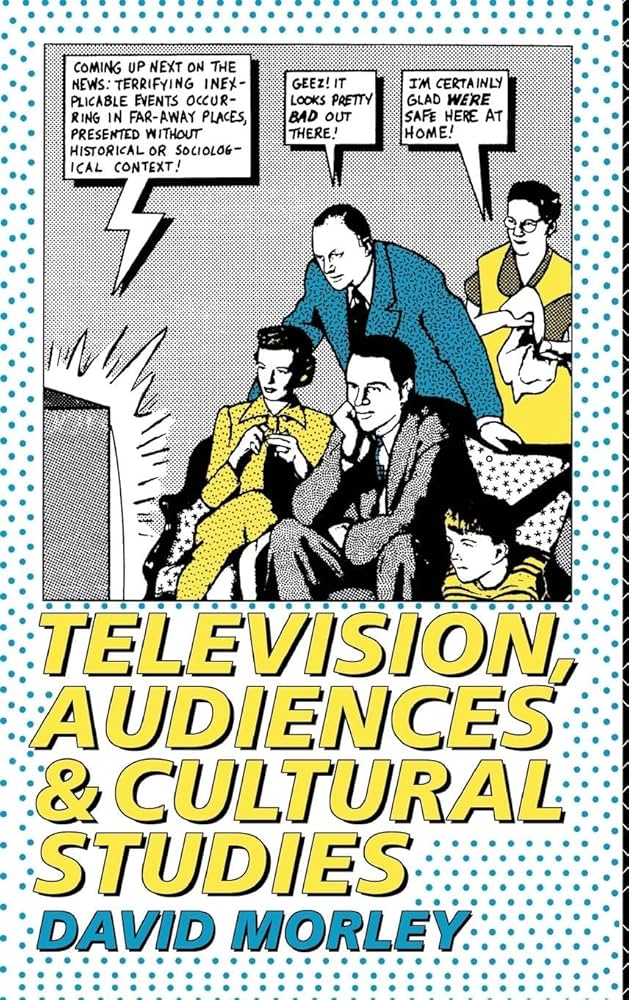 COMING UP NEXT ON THE
NEWS: TERRIFYING INEX-
PLICABLE EVENTS OCCUR-
RING IN FAR-AWAY PLACES,
PRESENTED WITHOUT
HISTORICAL OR SOCIOLOG-
ICAL CONTEXT!
GEEZ! IT
LOOKS PRETTY
BAD OUT
THERE!
I'M CERTAINLY
GLAD WE'RE
SAFE HERE AT
HOME!
TELEVISION,
AUDIENCES
& CULTURAL
STUDIES
DAVID MORLEY